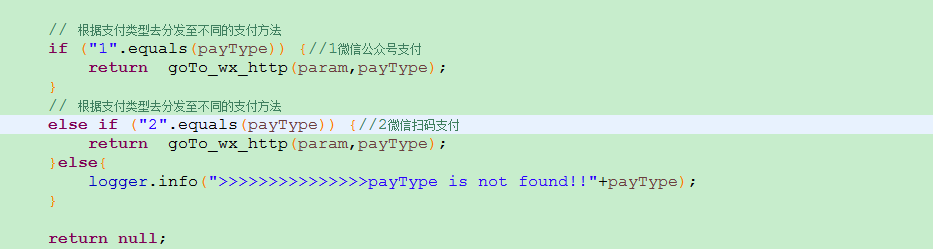 // 根据支付类型去分发至不同的支付方法
if ("1".equals(payType)) {//1微信公众号支付
return  goTo_wx_http(param,payType);
}
// 根据支付类型去分发至不同的支付方法
else if ("2".equals(payType)) {//2微信扫码支付
return  goTo_wx_http(param,payType);
}else{
logger.info(">>>>>>>>>>>>>>>payType is not found!!"+payType);
}
return null;